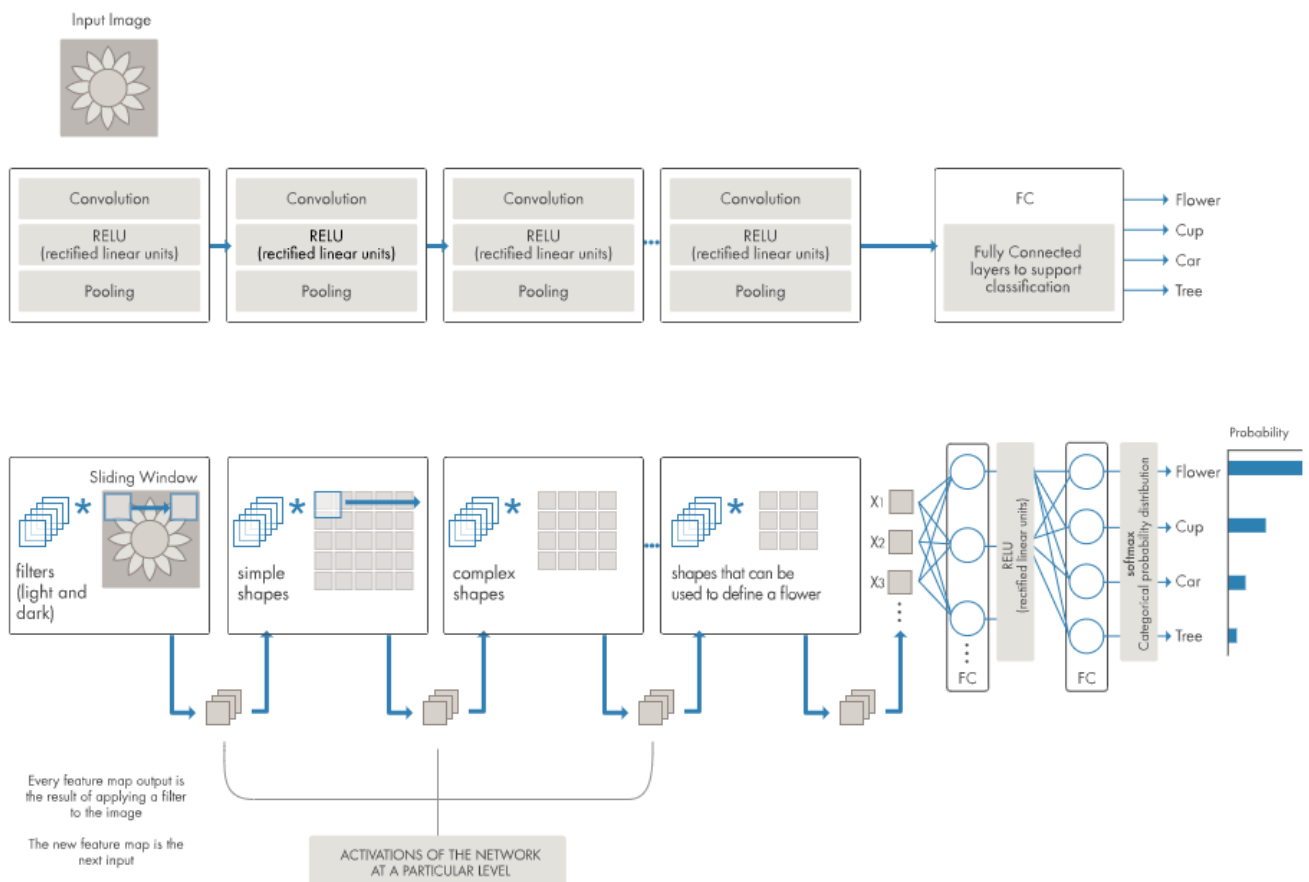 Input Image
Convolution
RELU
(rectified linear units)
Pooling
Convolution
RELU
(rectified linear units)
Pooling
Convolution
RELU
(rectified linear units)
Pooling
Convolution
RELU
(rectified linear units)
Pooling
FC
Fully Connected
layers to support
classification
Flower
Cup
Car
Tree
Sliding Window
*
filters
(light and
dark)
*
simple
shapes
*
complex
shapes
*
shapes that can be
used to define a flower
X1
X2
X3
FC
RELU
(rectified linear units)
FC
softmax
Categorical probability distribution
Flower
Cup
Car
Tree
Probability
Every feature map output is
the result of applying a filter
to the image
The new feature map is the
next input
ACTIVATIONS OF THE NETWORK
AT A PARTICULAR LEVEL